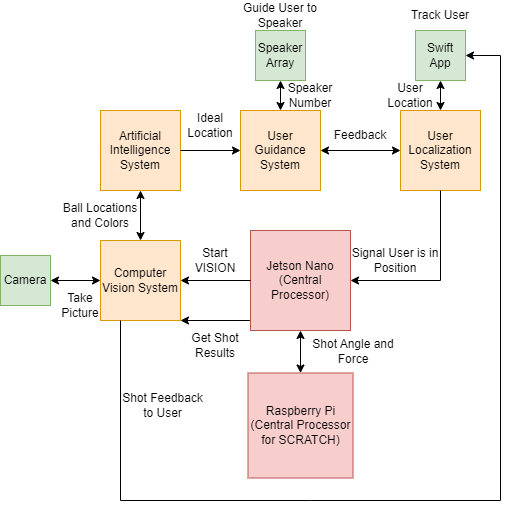 Guide User to
Speaker
Track User
Speaker
Array
Swift
App
Speaker
Number
User
Location
Artificial
Intelligence
System
Ideal
Location
User
Guidance
System
Feedback
User
Localization
System
Ball Locations
and Colors
Camera
Take
Picture
Computer
Vision System
Start
VISION
Jetson Nano
(Central
Processor)
Signal User is in
Position
Get Shot
Results
Shot Angle and
Force
Shot Feedback
to User
Raspberry Pi
(Central Processor
for SCRATCH)